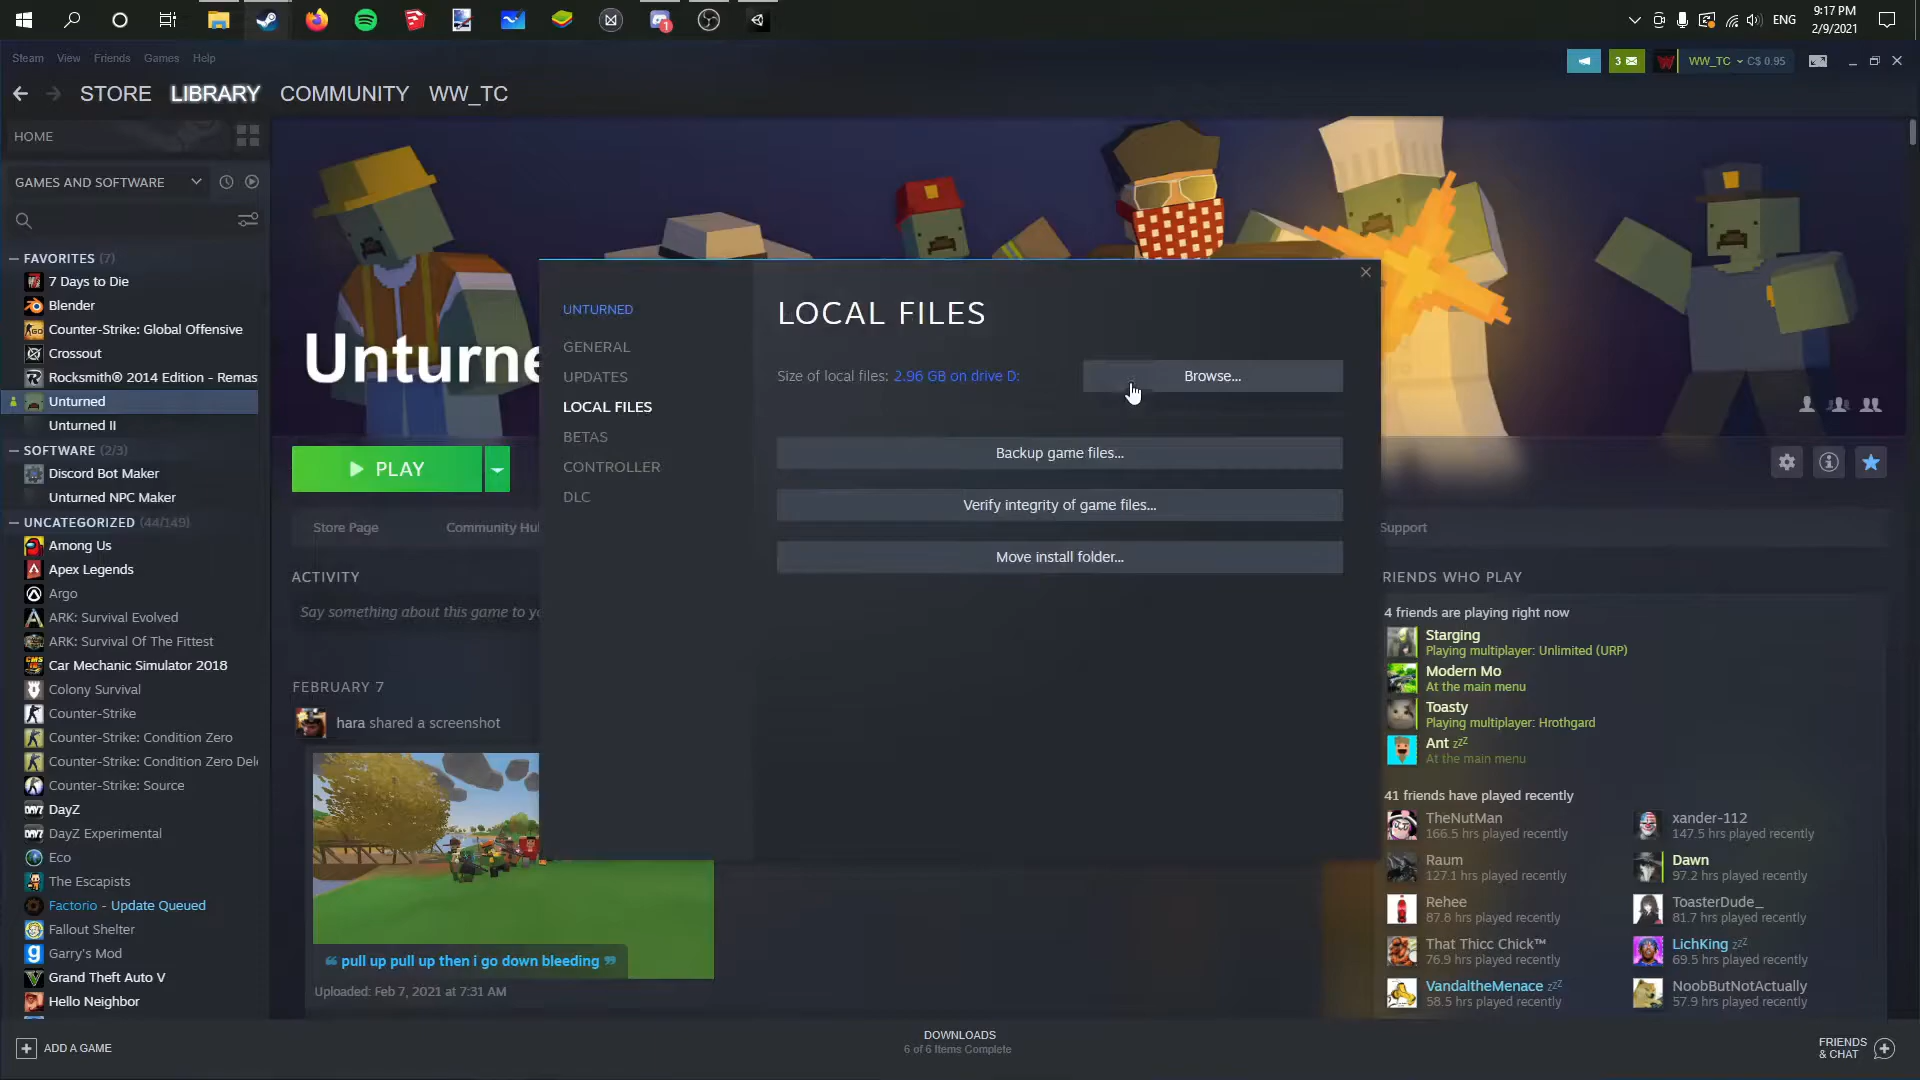 ENG
9:17 PM
2/9/2021
Steam View Friends Games Help
3
WW_TC C$ 0.95
STORE LIBRARY COMMUNITY WW_TC
HOME
GAMES AND SOFTWARE
FAVORITES (7)
7 Days to Die
Blender
Counter-Strike: Global Offensive
Crossout
Rocksmith® 2014 Edition - Remas
Unturned
Unturned II
SOFTWARE (2/3)
Discord Bot Maker
Unturned NPC Maker
UNCATEGORIZED (44/149)
Among Us
Apex Legends
Argo
ARK: Survival Evolved
ARK: Survival Of The Fittest
Car Mechanic Simulator 2018
Colony Survival
Counter-Strike
Counter-Strike: Condition Zero
Counter-Strike: Condition Zero Del
Counter-Strike: Source
DayZ
DayZ Experimental
Eco
The Escapists
Factorio - Update Queued
Fallout Shelter
Garry's Mod
Grand Theft Auto V
Hello Neighbor
ADD A GAME
Unturne
PLAY
Store Page Community Hu
ACTIVITY
Say something about this game to yo
FEBRUARY 7
hara shared a screenshot
pull up pull up then i go down bleeding
Uploaded: Feb 7, 2021 at 7:31 AM
UNTURNED
GENERAL
UPDATES
LOCAL FILES
BETAS
CONTROLLER
DLC
LOCAL FILES
Size of local files: 2.96 GB on drive D:
Browse...
Backup game files...
Verify integrity of game files...
Move install folder...
Support
RIENDS WHO PLAY
4 friends are playing right now
Starging
Playing multiplayer: Unlimited (URP)
Modern Mo
At the main menu
Toasty
Playing multiplayer: Hrothgard
Ant zzZ
At the main menu
41 friends have played recently
TheNutMan
166.5 hrs played recently
xander-112
147.5 hrs played recently
Raum
127.1 hrs played recently
Dawn
97.2 hrs played recently
Rehee
87.8 hrs played recently
ToasterDude_
81.7 hrs played recently
That Thicc Chick™
76.9 hrs played recently
LichKing zzZ
69.5 hrs played recently
VandaltheMenace zzZ
58.5 hrs played recently
NoobButNotActually
57.9 hrs played recently
DOWNLOADS
6 of 6 Items Complete
FRIENDS
& CHAT